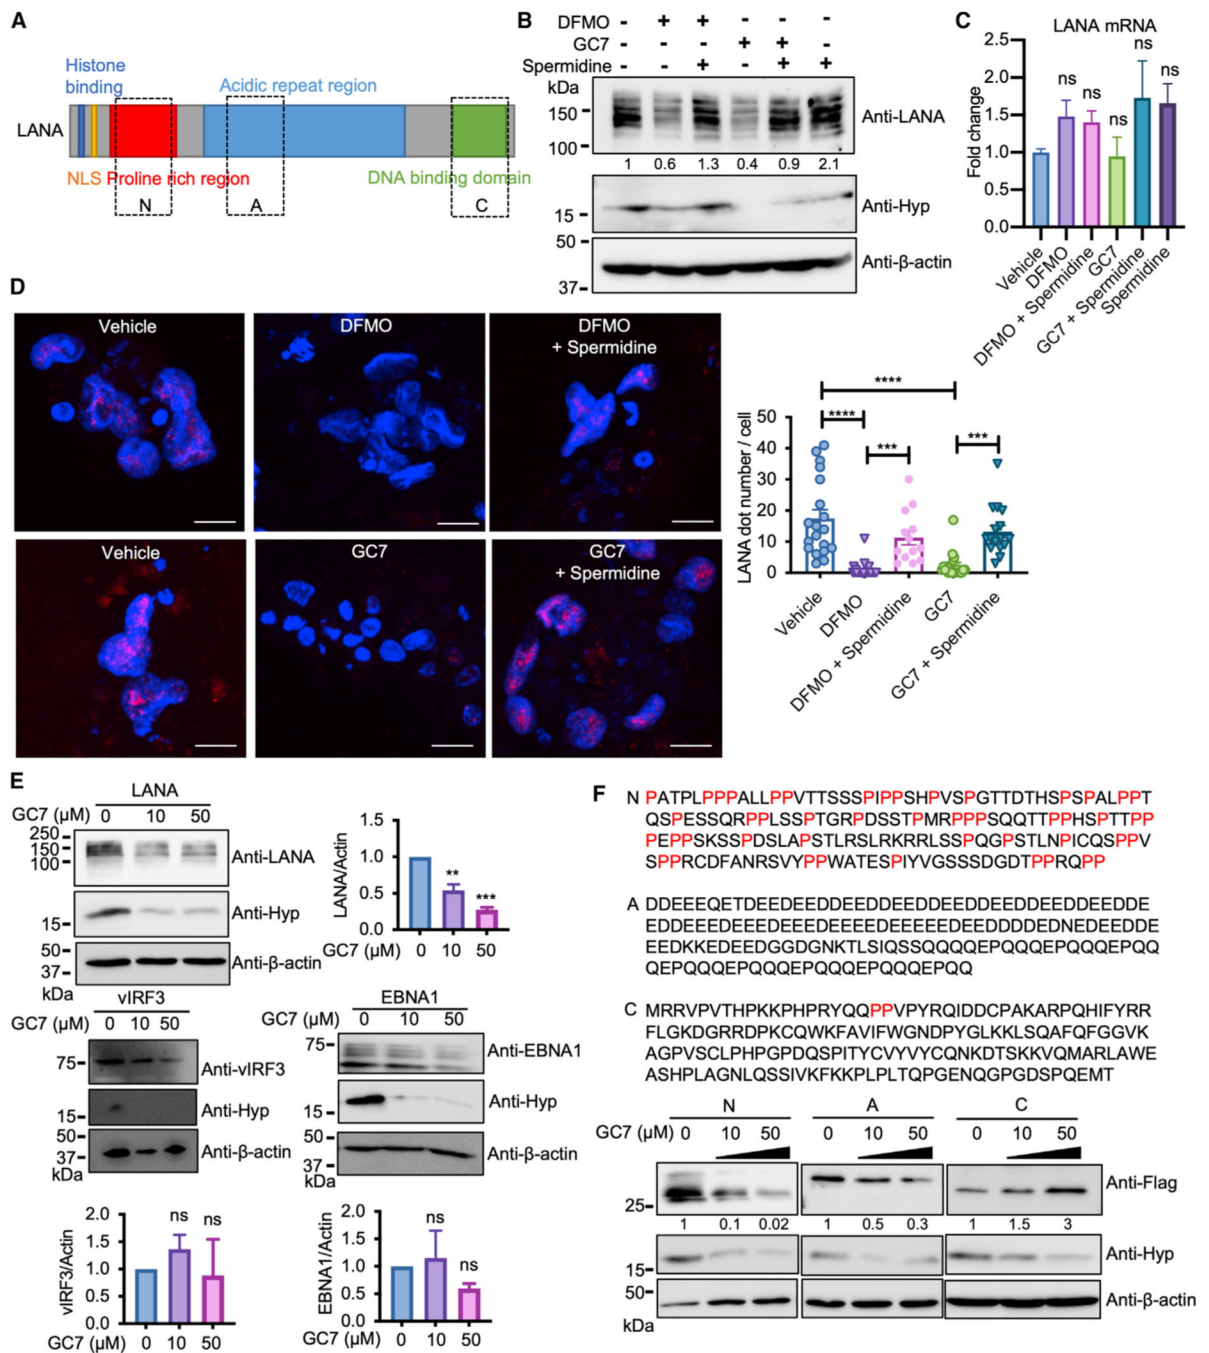 A
Histone
binding
Acidic repeat region
LANA
NLS Proline rich region
DNA binding domain
N
A
C
B
DFMO - + + - - -
GC7 - - - + + -
Spermidine - - + - + +
kDa
150
100
Anti-LANA
1 0.6 1.3 0.4 0.9 2.1
15
Anti-Hyp
50
37
Anti-β-actin
C
LANA mRNA
Fold change
2.5
2.0
1.5
1.0
0.5
0.0
ns
ns
ns
ns
ns
Vehicle
DFMO
DFMO + Spermidine
GC7
GC7 + Spermidine
Spermidine
D
Vehicle
DFMO
DFMO
+ Spermidine
Vehicle
GC7
GC7
+ Spermidine
LANA dot number / cell
50
40
30
20
10
0
****
****
***
***
Vehicle
DFMO
DFMO + Spermidine
GC7
GC7 + Spermidine
E
LANA
GC7 (μM) 0 10 50
250
150
100
Anti-LANA
15
Anti-Hyp
50
37
kDa
Anti-β-actin
LANA/Actin
1.5
1.0
0.5
0.0
**
***
GC7 (μM) 0 10 50
vIRF3
GC7 (μM) 0 10 50
75
Anti-vIRF3
15
Anti-Hyp
50
37
kDa
Anti-β-actin
EBNA1
GC7 (μM) 0 10 50
75
Anti-EBNA1
15
Anti-Hyp
50
37
kDa
Anti-β-actin
vIRF3/Actin
2.0
1.5
1.0
0.5
0.0
ns
ns
GC7 (μM) 0 10 50
EBNA1/Actin
2.0
1.5
1.0
0.5
0.0
ns
ns
GC7 (μM) 0 10 50
F
N PATPLPPPALLPPVTTSSSPIPPSHPVSPGTTDTHSPSPALPPT
QSPESSQRPPLSSPTGRPDSSTPMRPPPSQQTTPPHSPTTPP
PEPPSKSSPDSLAPSTLRSLRKRRLSSPQGPSTLNPICQSPPV
SPPRCDFANRSVYPPWATESPIYVGSSSDGDTPPRQPP
A DDEEEQETDEEDEEDDEEDDEEDDEEDDEEDDEEDDEEDDE
EDDEEDEEEDEEEDEEEDDEEDEEEEDEEDDDDEDNEDEEDDE
EEDKKEDEEDGGDGNKTLSIQSSQQQQEPQQQEPQQQEPQQ
QEPQQQEPQQQEPQQQEPQQQEPQQ
C MRRVPVTHPKKPHPRYQQPPVPYRQIDDCPAKARPQHIFYRR
FLGKDGRRDPKCQWKFAVIFWGNDPYGLKKLSQAFQFGGVK
AGPVSCLPHPGPDQSPITYCVYVYCQNKDTSKKVQMARLAWE
ASHPLAGNLQSSIVKFKKPLPLTQPGENQGPGDSPQEMT
N A C
GC7 (μM) 0 10 50 0 10 50 0 10 50
25
Anti-Flag
1 0.1 0.02 1 0.5 0.3 1 1.5 3
15
Anti-Hyp
50
kDa
Anti-β-actin